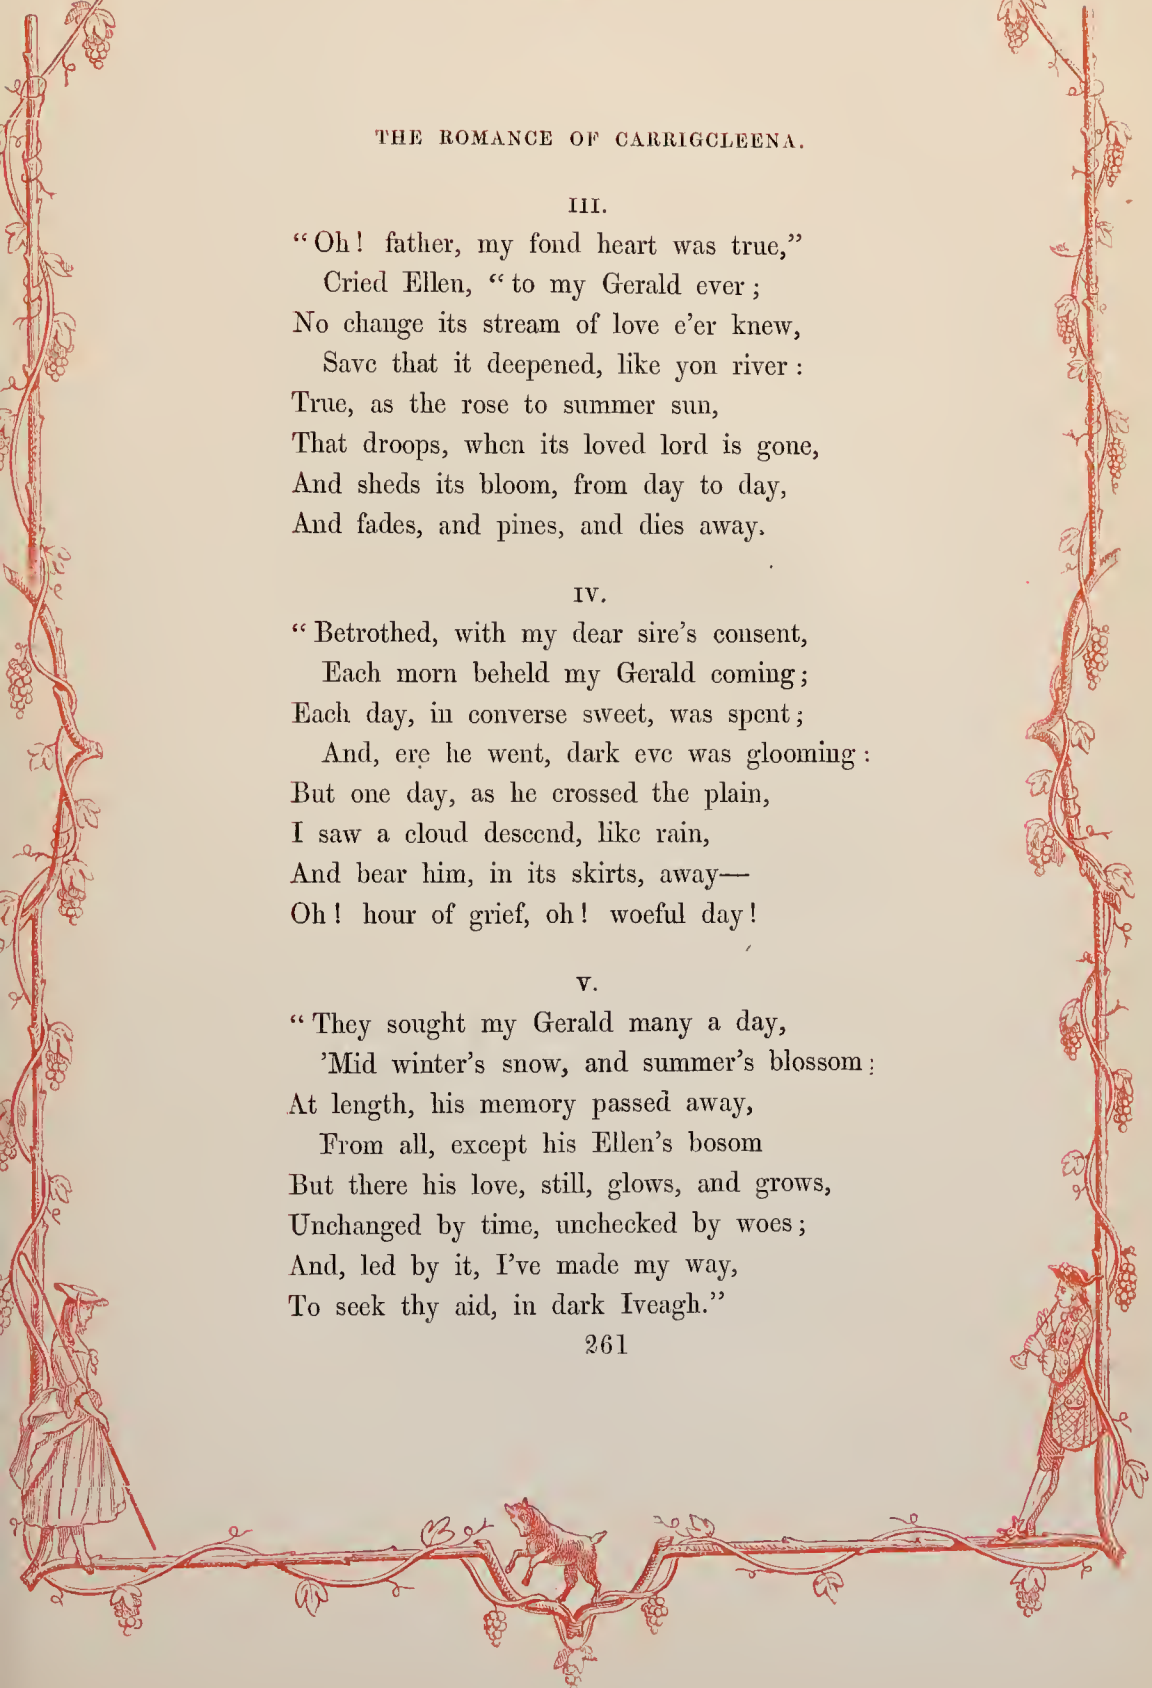 THE ROMANCE OF CARRIGCLEENA.
III.
“Oh! father, my fond heart was true,”
Cried Ellen, “to my Gerald ever;
No change its stream of love e’er knew,
Save that it deepened, like yon river:
True, as the rose to summer sun,
That droops, when its loved lord is gone,
And sheds its bloom, from day to day,
And fades, and pines, and dies away.
IV.
“Betrothed, with my dear sire’s consent,
Each morn beheld my Gerald coming;
Each day, in converse sweet, was spent;
And, ere he went, dark eve was glooming:
But one day, as he crossed the plain,
I saw a cloud descend, like rain,
And bear him, in its skirts, away—
Oh! hour of grief, oh! woeful day!
V.
“They sought my Gerald many a day,
’Mid winter’s snow, and summer’s blossom;
At length, his memory passed away,
From all, except his Ellen’s bosom
But there his love, still, glows, and grows,
Unchanged by time, unchecked by woes;
And, led by it, I’ve made my way,
To seek thy aid, in dark Iveagh.”
261